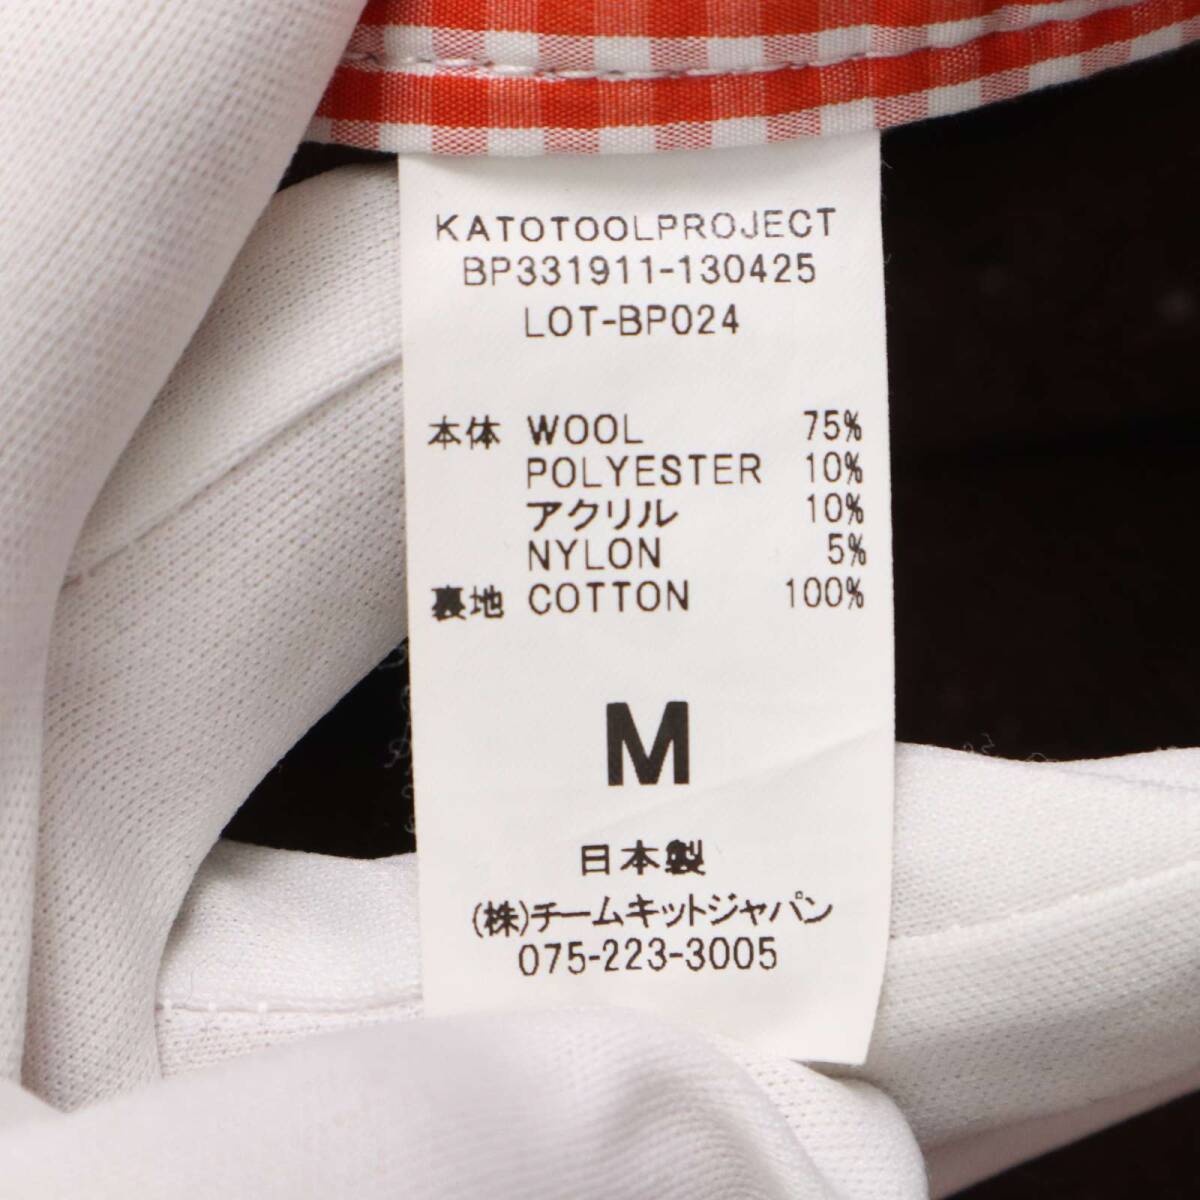 KATOTOOLPROJECT
BP331911-130425
LOT-BP024
本体 WOOL 75%
POLYESTER 10%
アクリル 10%
NYLON 5%
裏地 COTTON 100%
M
日本製
(株)チームキットジャパン
075-223-3005